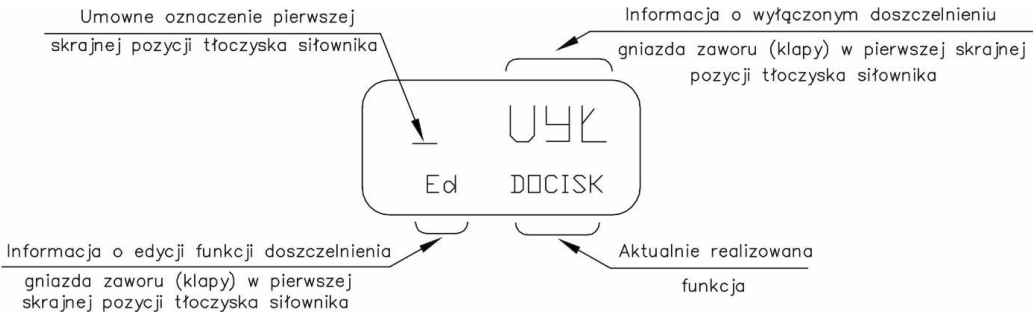 Umowne oznaczenie pierwszej
skrajnej pozycji tłoczyska siłownika
Informacja o wyłączonym doszczelnieniu
gniazda zaworu (klapy) w pierwszej skrajnej
pozycji tłoczyska siłownika
_ WYŁ
Ed DOCISK
Informacja o edycji funkcji doszczelnienia
gniazda zaworu (klapy) w pierwszej
skrajnej pozycji tłoczyska siłownika
Aktualnie realizowana
funkcja